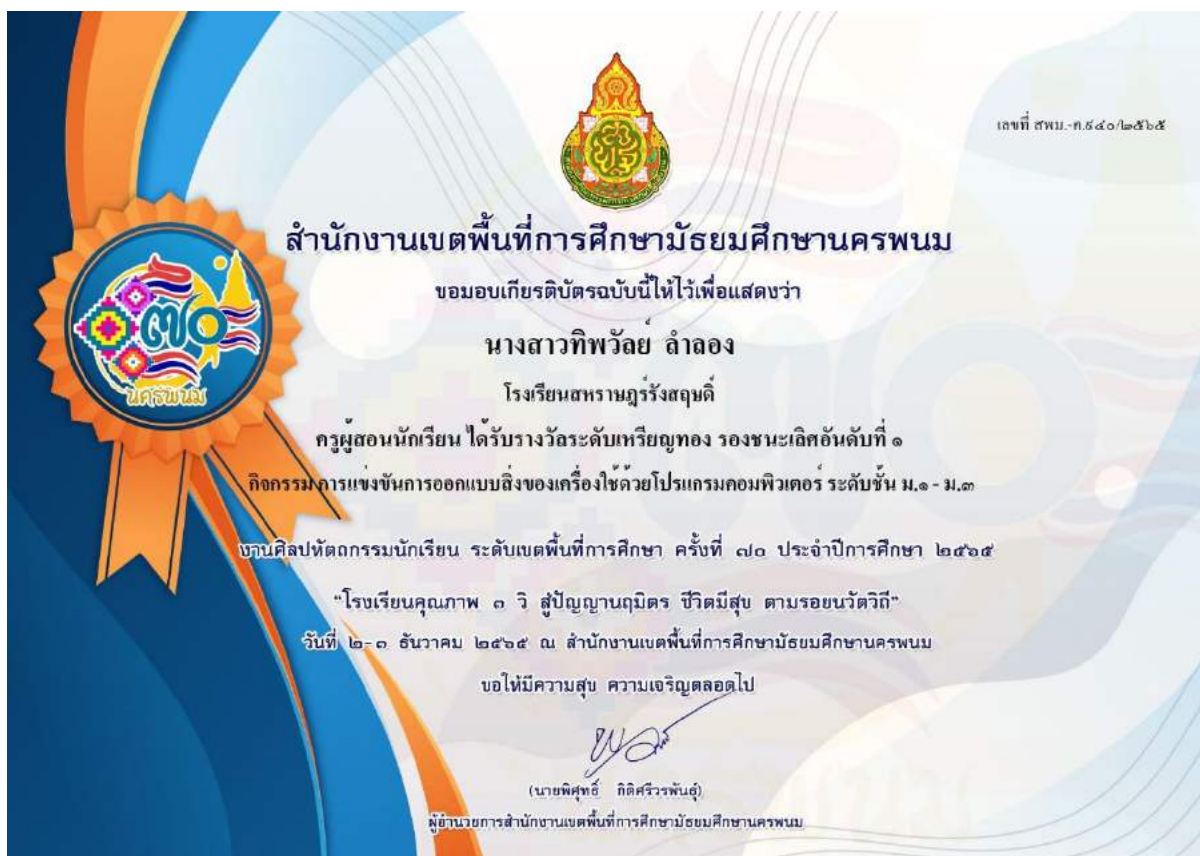 เลขที่ สพม.-ค.๕๔๐/๒๕๖๕
สำนักงานเขตพื้นที่การศึกษามัธยมศึกษานครพนม
ขอมอบเกียรติบัตรฉบับนี้ให้ไว้เพื่อแสดงว่า
นางสาวทิพวัลย์ ลำลอง
โรงเรียนสหราษฎร์รังสฤษดิ์
ครูผู้สอนนักเรียน ได้รับรางวัลระดับเหรียญทอง รองชนะเลิศอันดับที่ ๑
กิจกรรม การแข่งขันการออกแบบสิ่งของเครื่องใช้ด้วยโปรแกรมคอมพิวเตอร์ ระดับชั้น ม.๑ - ม.๓
งานศิลปหัตถกรรมนักเรียน ระดับเขตพื้นที่การศึกษา ครั้งที่ ๗๐ ประจำปีการศึกษา ๒๕๖๕
"โรงเรียนคุณภาพ ๓ วิ สู่ปัญญานฤมิตร ชีวิตมีสุข ตามรอยนวัตวิถี"
วันที่ ๒-๓ ธันวาคม ๒๕๖๕ ณ สำนักงานเขตพื้นที่การศึกษามัธยมศึกษานครพนม
ขอให้มีความสุข ความเจริญตลอดไป
(นายพิศุทธิ์ กิติศรีวรพันธุ์)
ผู้อำนวยการสำนักงานเขตพื้นที่การศึกษามัธยมศึกษานครพนม
๗๐
นครพนม